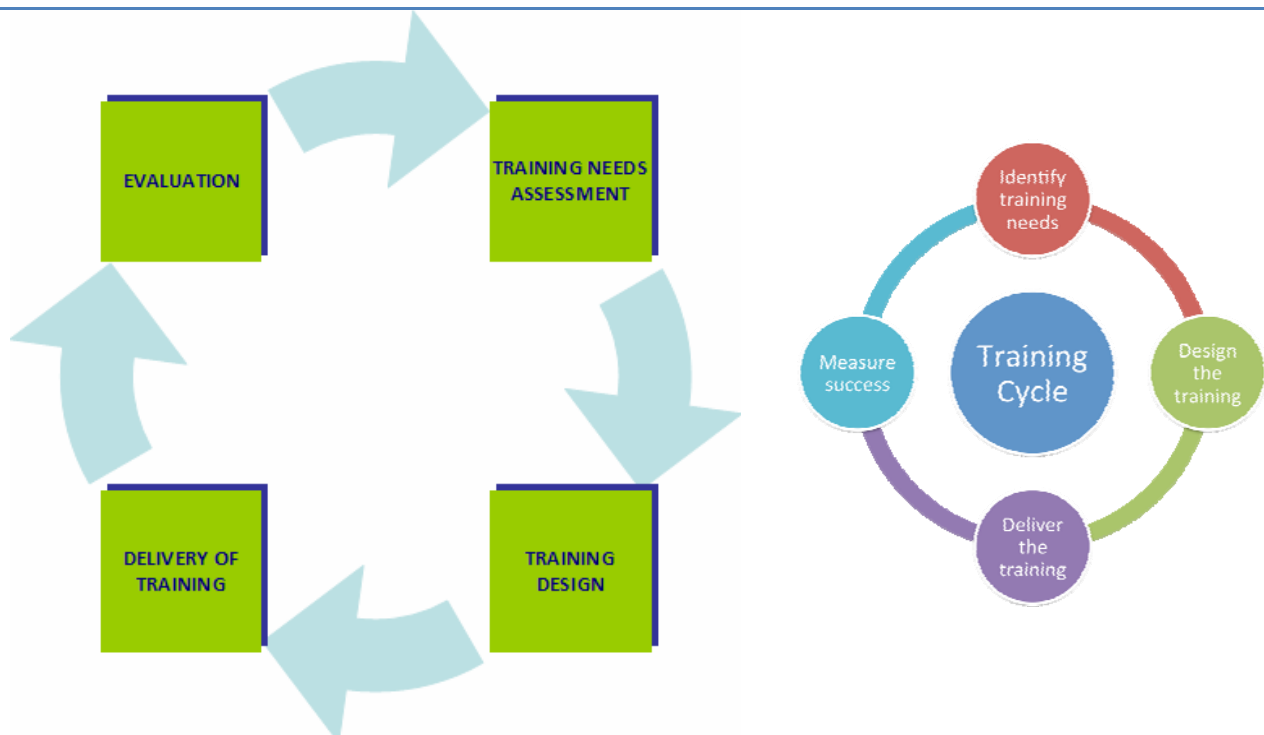 EVALUATION
TRAINING NEEDS
ASSESSMENT
DELIVERY OF
TRAINING
TRAINING
DESIGN
Identify
training
needs
Measure
success
Training
Cycle
Design
the
training
Deliver
the
training